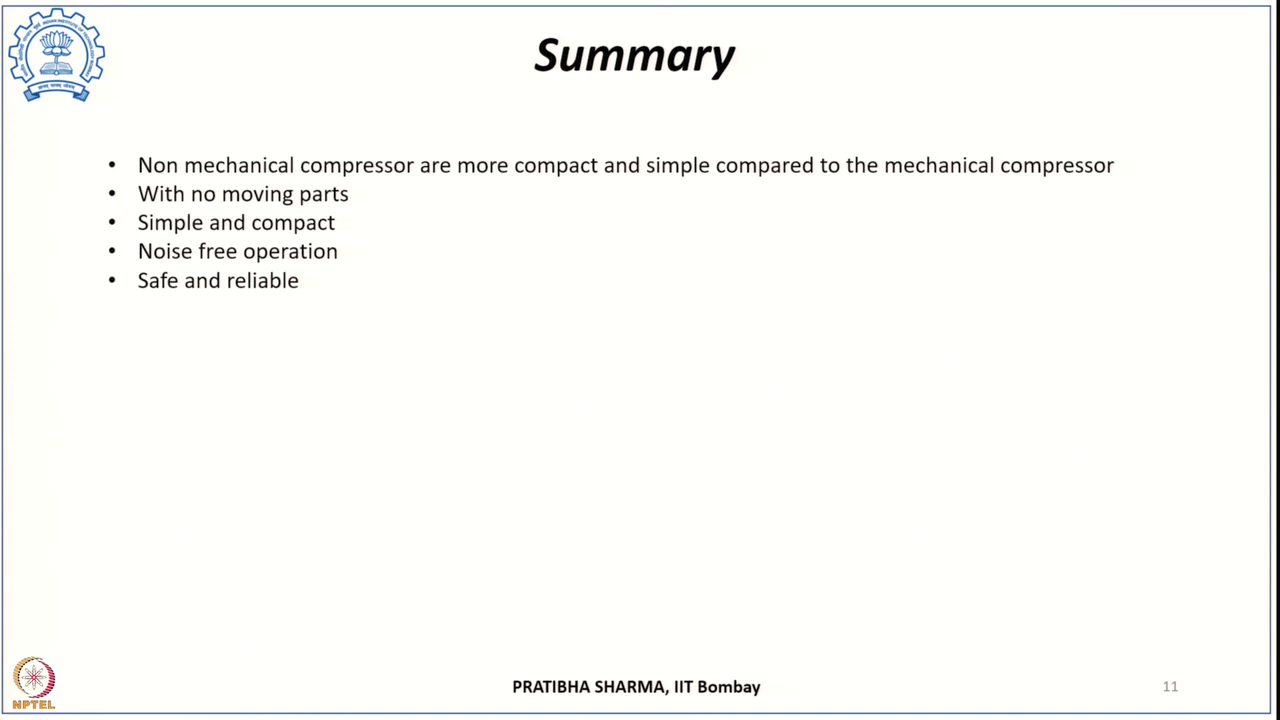 Summary
• Non mechanical compressor are more compact and simple compared to the mechanical compressor
• With no moving parts
• Simple and compact
• Noise free operation
• Safe and reliable
NPTEL
PRATIBHA SHARMA, IIT Bombay
11